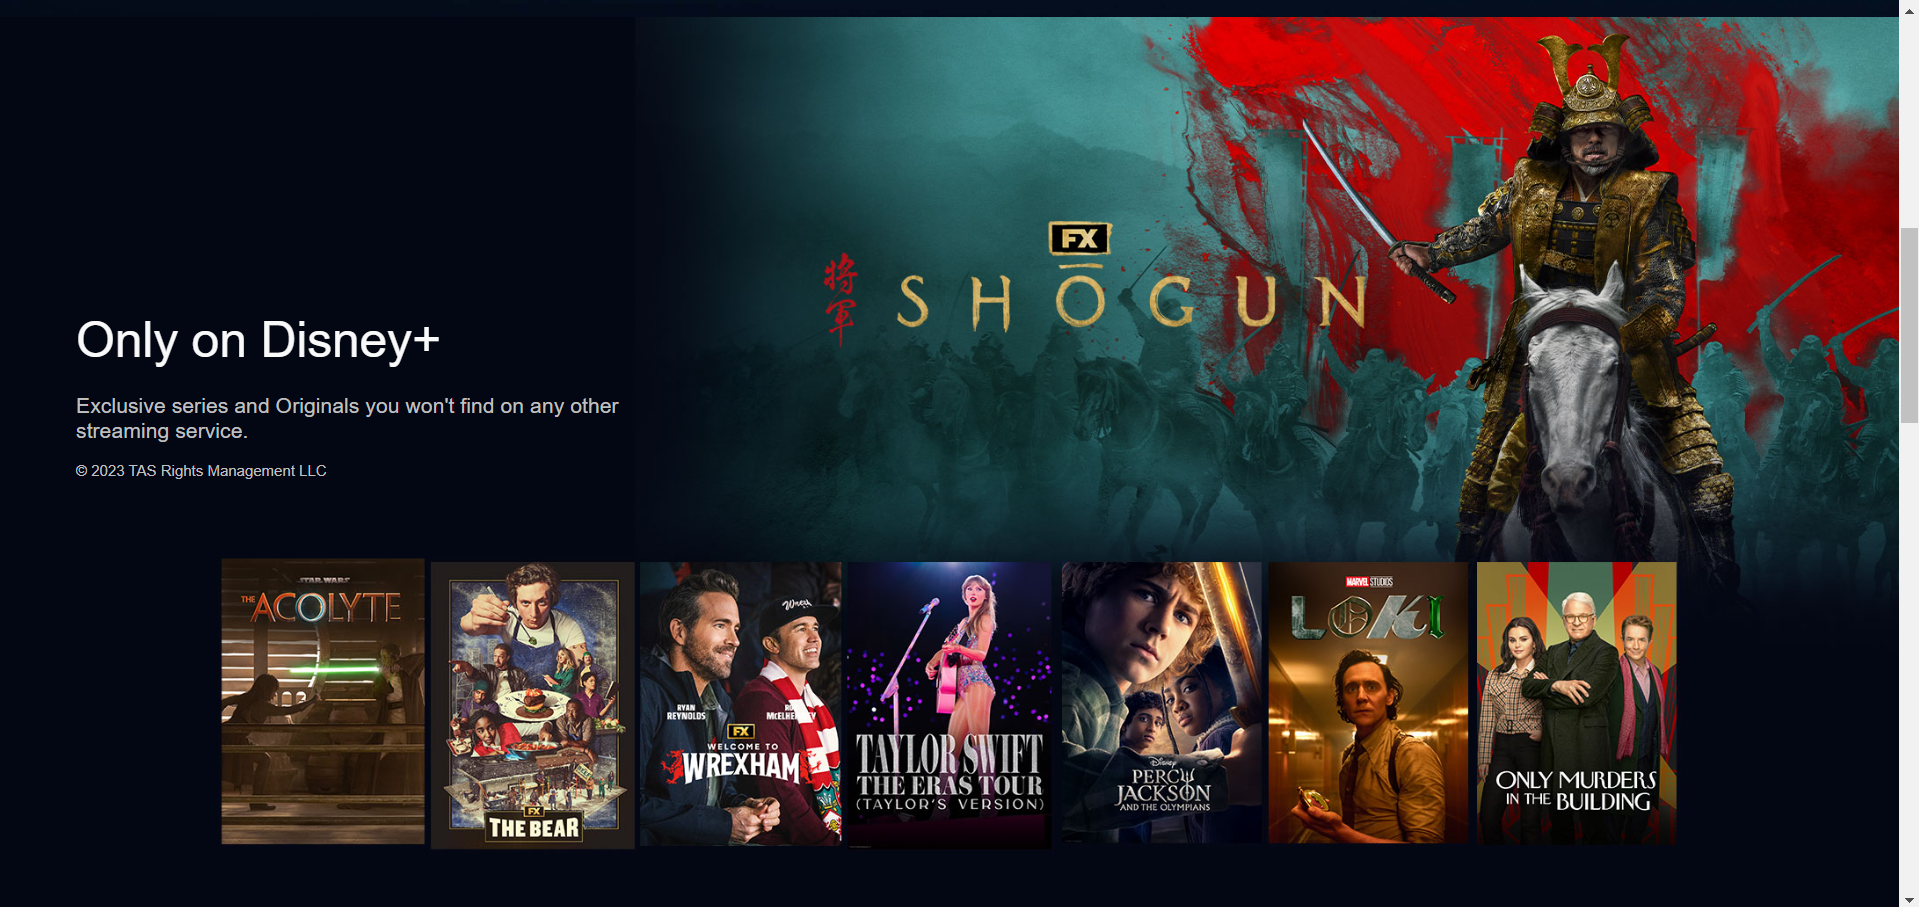 FX
将軍
SHŌGUN
Only on Disney+
Exclusive series and Originals you won't find on any other
streaming service.
© 2023 TAS Rights Management LLC
STAR WARS
THE ACOLYTE
FX
THE BEAR
Wrex
RYAN
REYNOLDS
McELHENNEY
FX
WELCOME TO
WREXHAM
TAYLOR SWIFT
THE ERAS TOUR
(TAYLOR'S VERSION)
Disney
PERCY
JACKSON
AND THE OLYMPIANS
MARVEL STUDIOS
LOKI
ONLY MURDERS
IN THE BUILDING